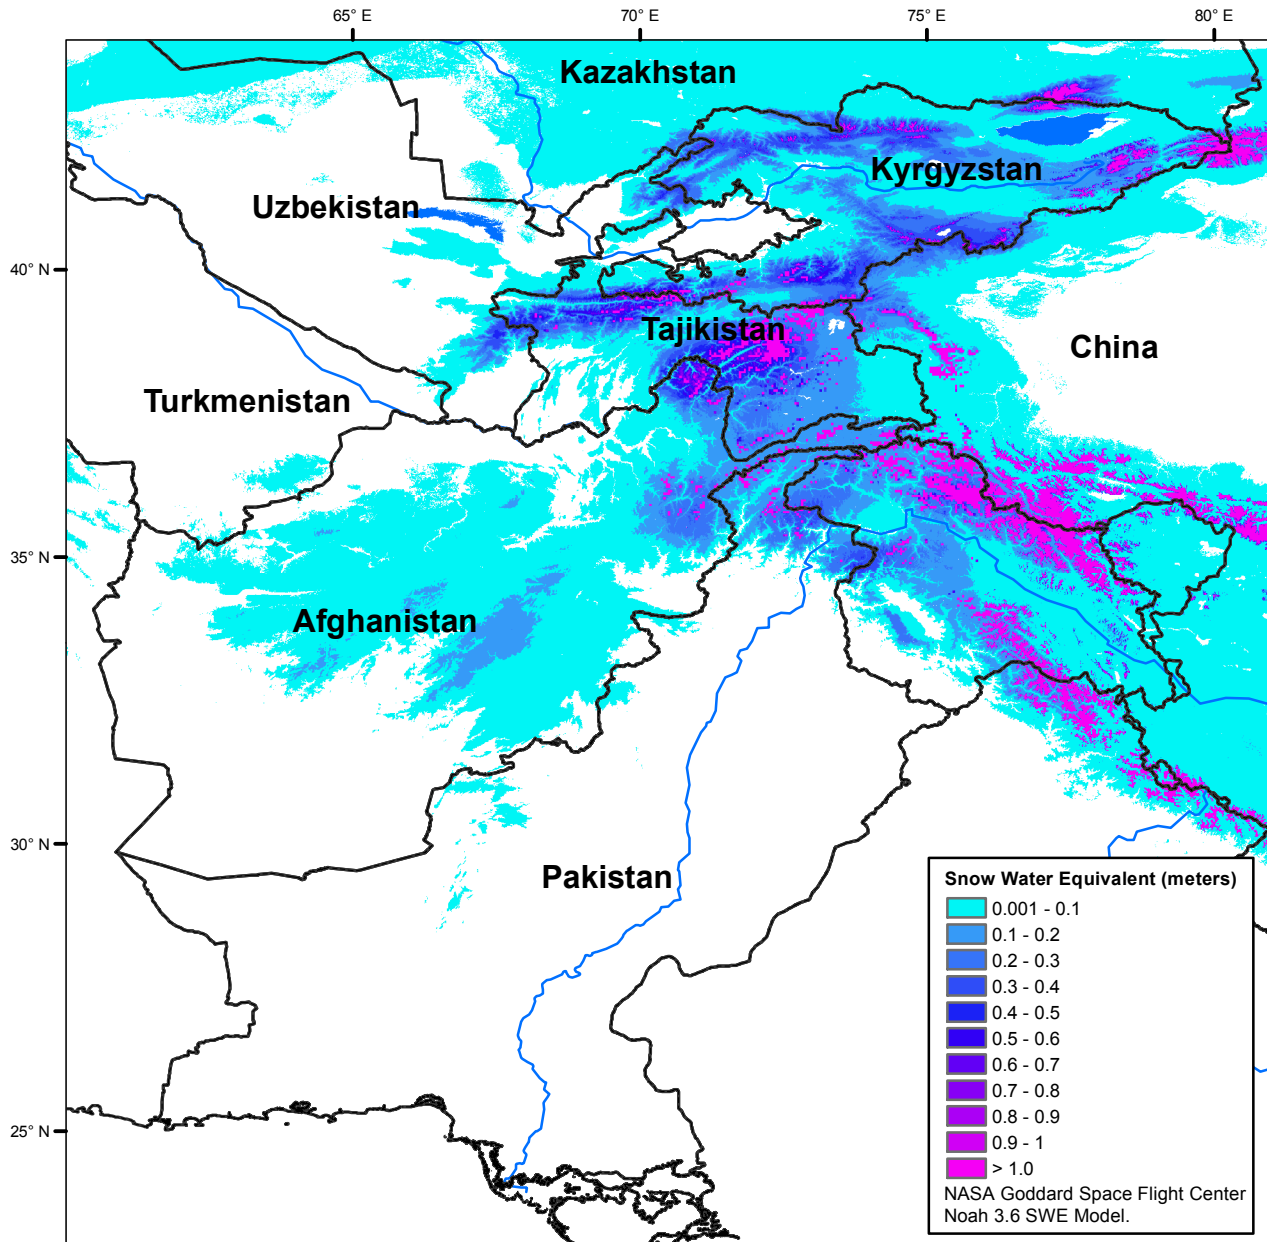 65° E
70° E
75° E
80° E
Kazakhstan
Kyrgyzstan
Uzbekistan
40° N
Tajikistan
China
Turkmenistan
35° N
Afghanistan
30° N
Pakistan
25° N
Snow Water Equivalent (meters)
0.001 - 0.1
0.1 - 0.2
0.2 - 0.3
0.3 - 0.4
0.4 - 0.5
0.5 - 0.6
0.6 - 0.7
0.7 - 0.8
0.8 - 0.9
0.9 - 1
> 1.0
NASA Goddard Space Flight Center
Noah 3.6 SWE Model.